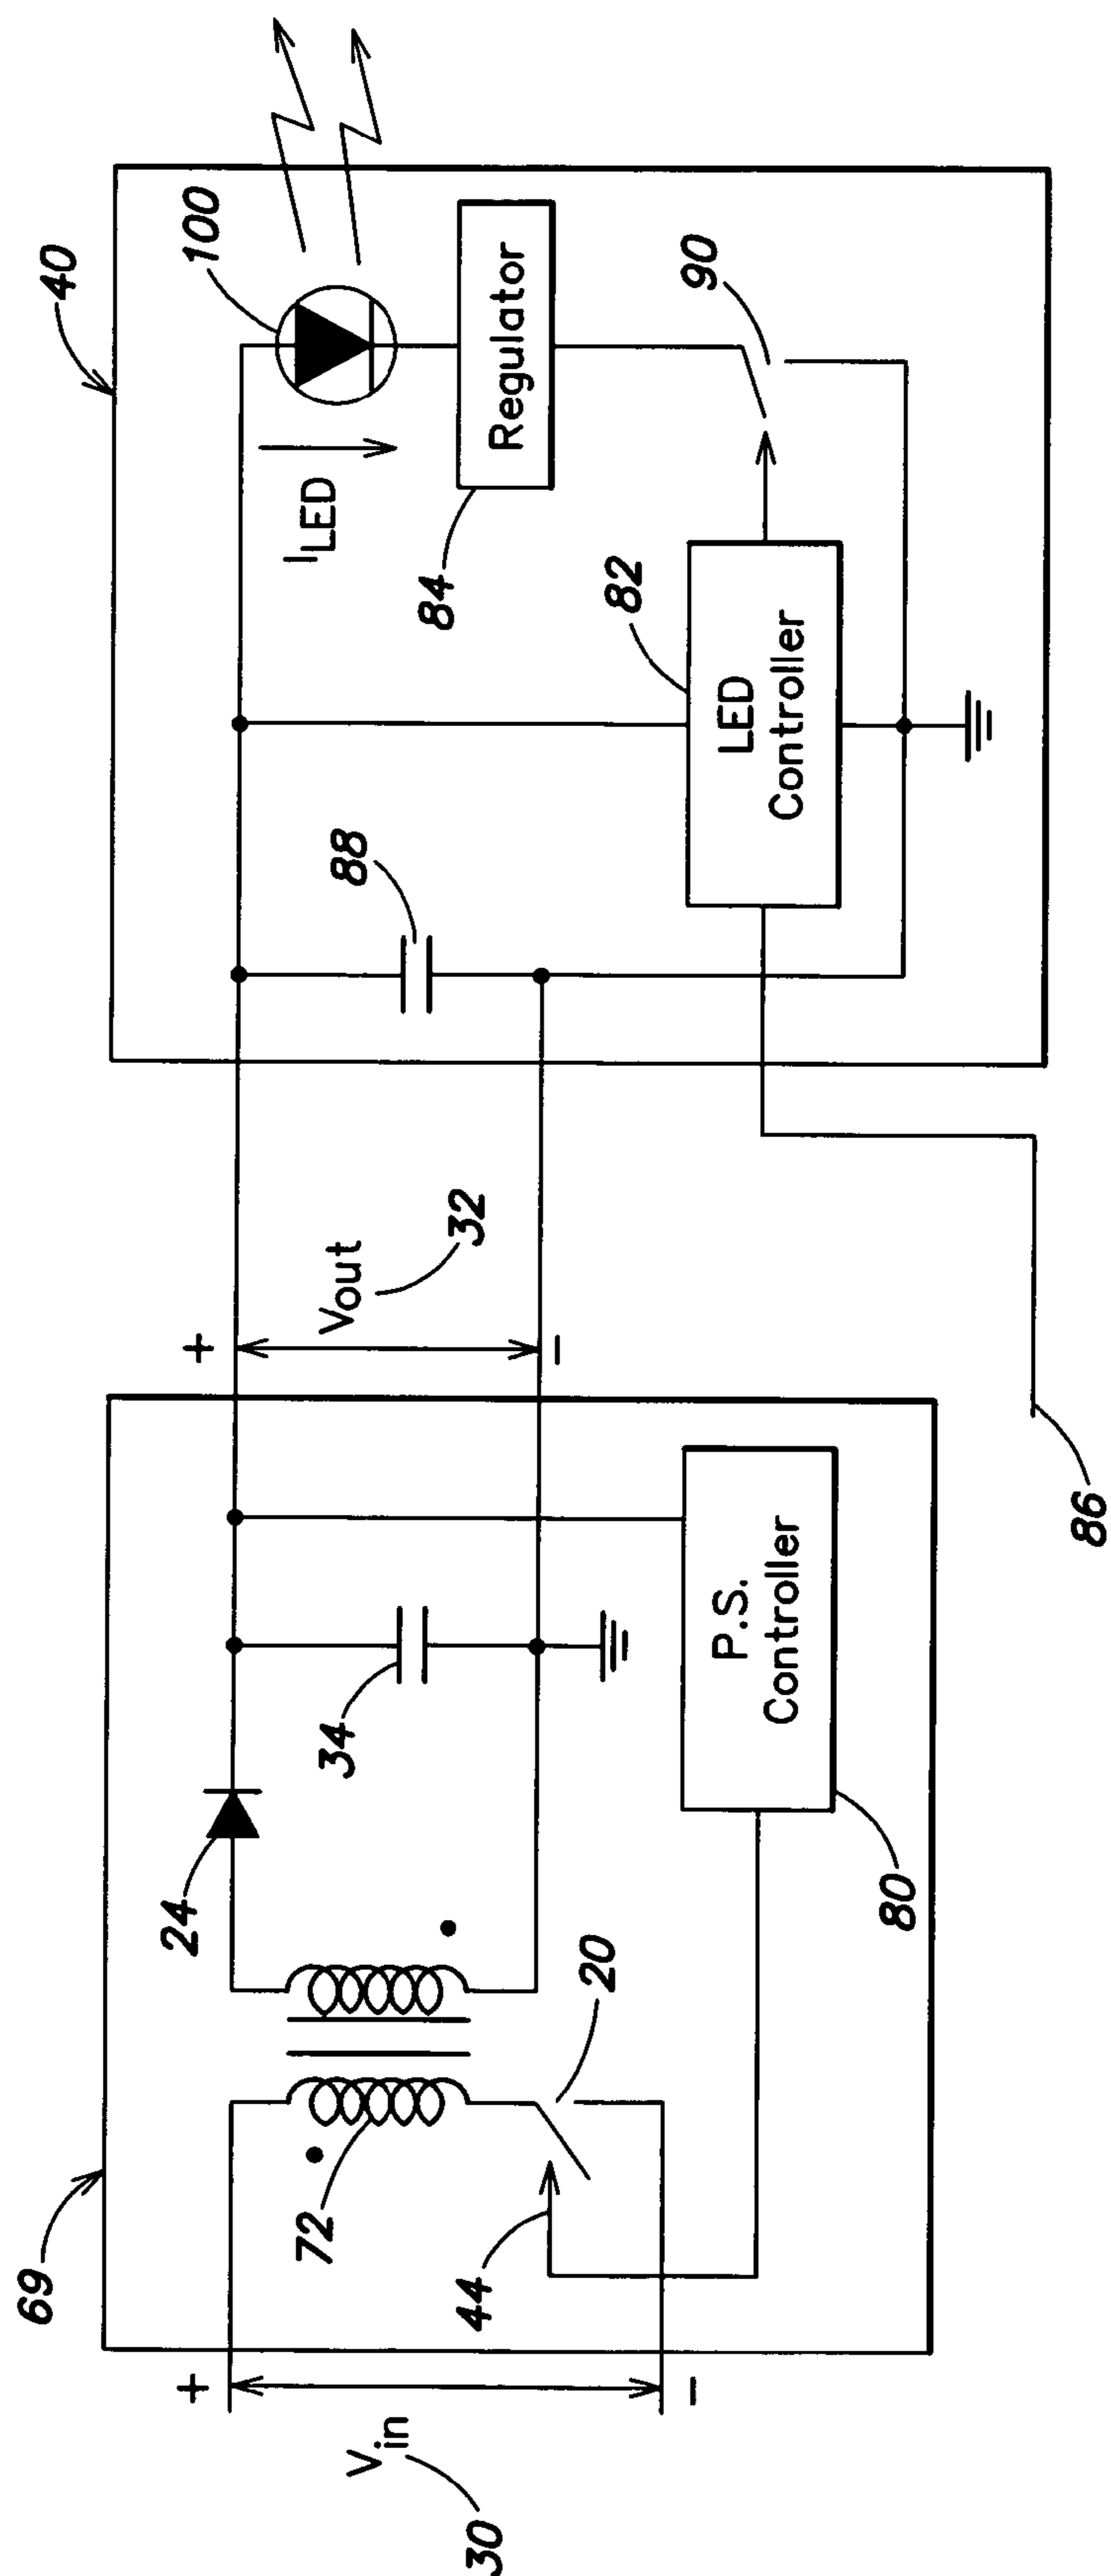 69
72
24
34
20
44
P.S.
Controller
80
+
−
V_in
30
+
−
Vout
32
86
40
88
82
LED
Controller
84
Regulator
I_LED
100
90